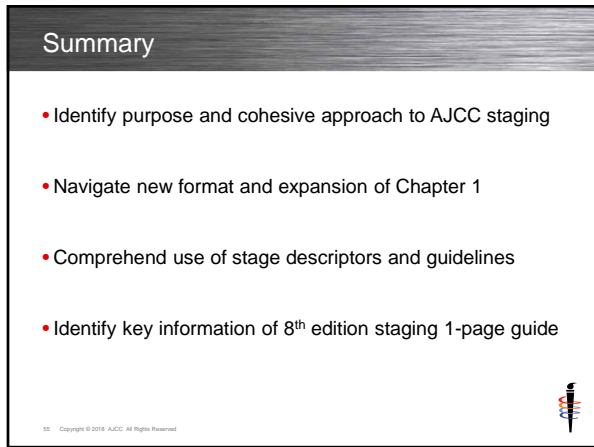 Summary
• Identify purpose and cohesive approach to AJCC staging
• Navigate new format and expansion of Chapter 1
• Comprehend use of stage descriptors and guidelines
• Identify key information of 8th edition staging 1-page guide
55 Copyright © 2018 AJCC All Rights Reserved